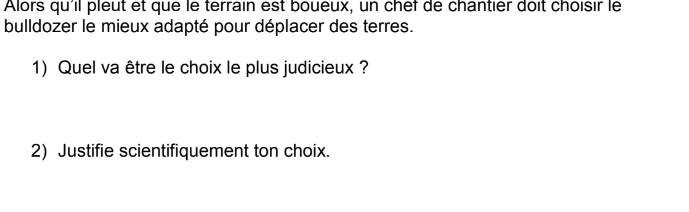 Alors qu'il pleut et que le terrain est boueux, un chef de chantier doit choisir le
bulldozer le mieux adapté pour déplacer des terres.
1) Quel va être le choix le plus judicieux ?
2) Justifie scientifiquement ton choix.